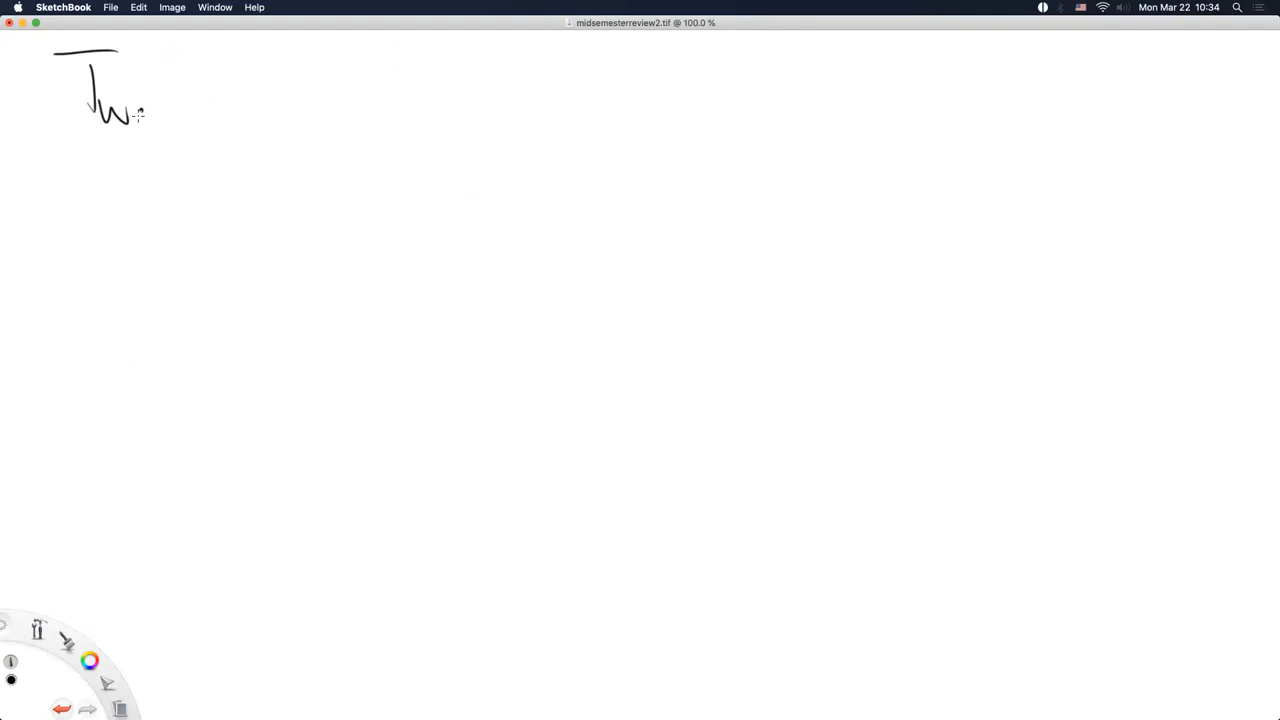 SketchBook File Edit Image Window Help Mon Mar 22 10:34
midsemesterreview2.tif @ 100.0 %
Tw